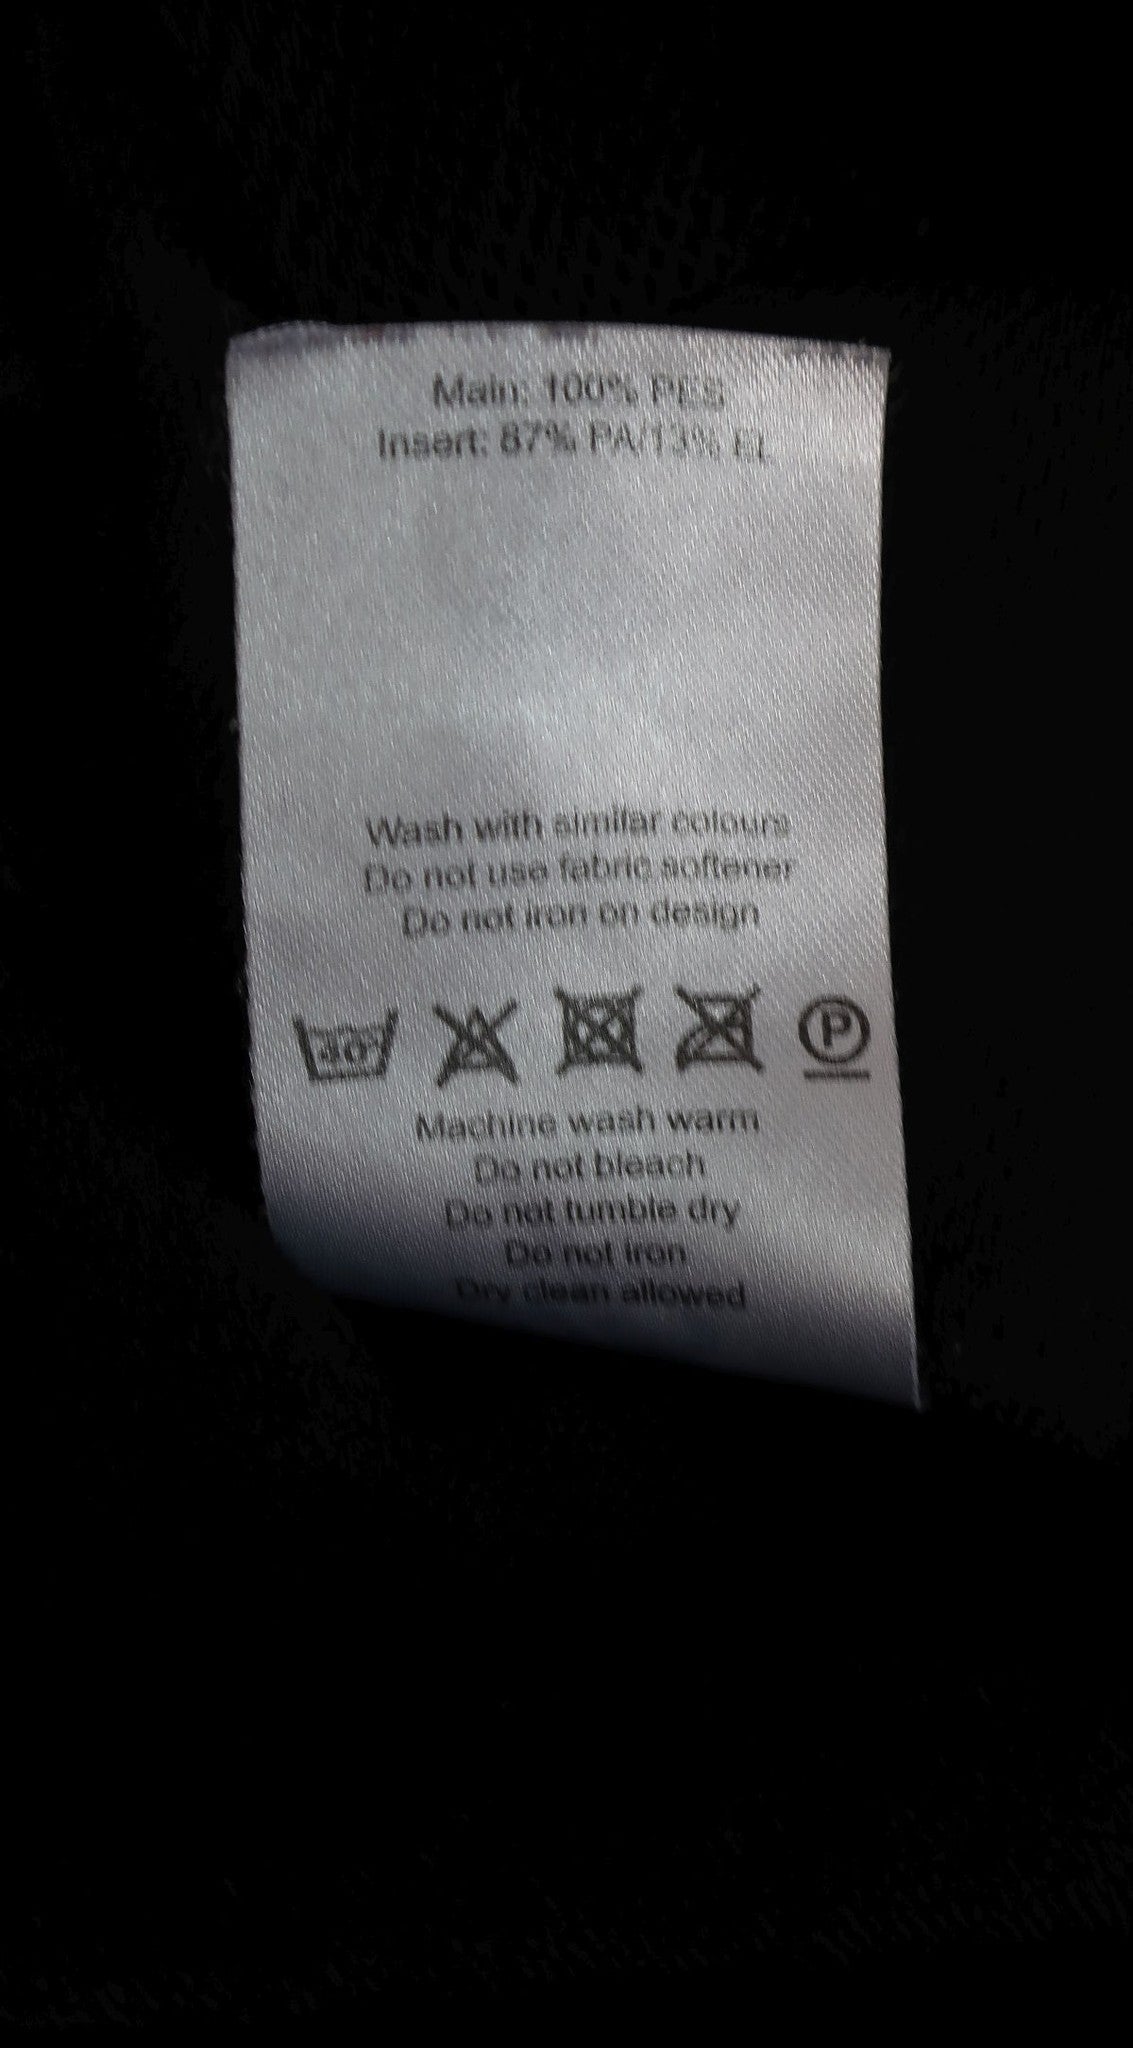 Main: 100% PES
Insert: 87% PA/13% EL
Wash with similar colours
Do not use fabric softener
Do not iron on design
40°
P
Machine wash warm
Do not bleach
Do not tumble dry
Do not iron
Dry clean allowed